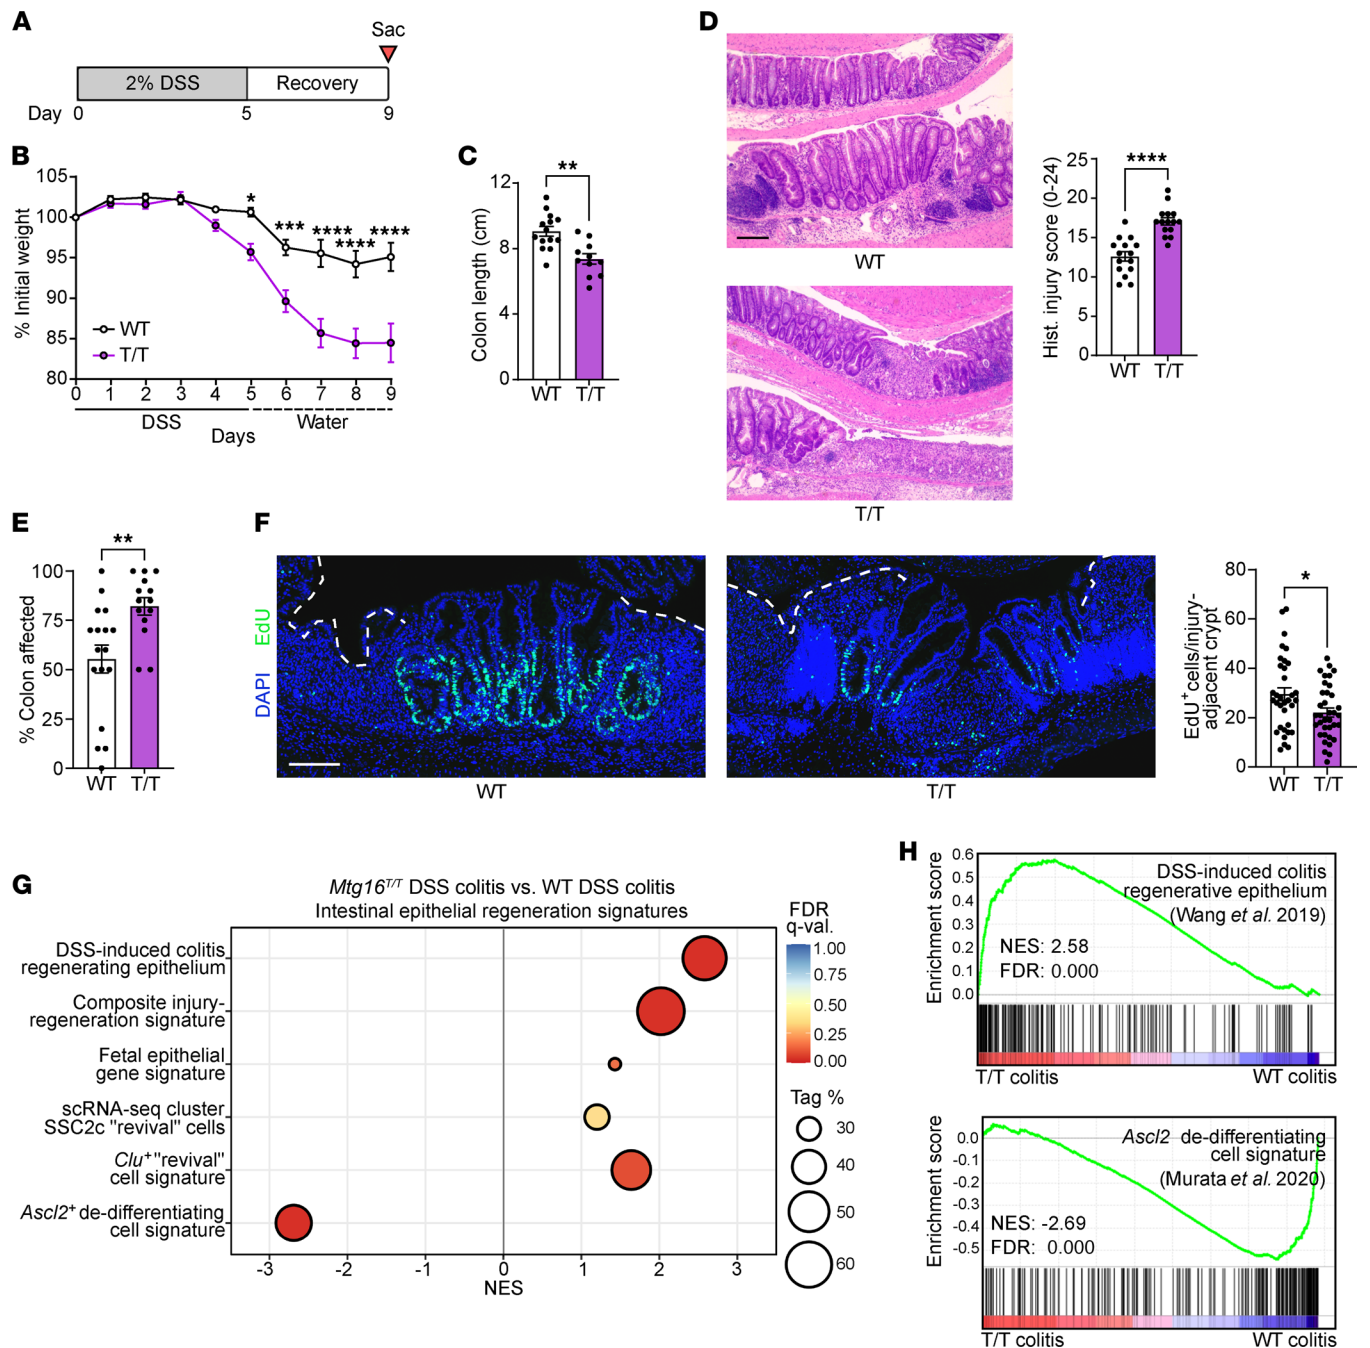 A
Sac
2% DSS
Recovery
Day 0 5 9
B
% Initial weight
105
100
95
90
85
80
* *** **** **** ****
WT
T/T
0 1 2 3 4 5 6 7 8 9
DSS Water
Days
C
**
Colon length (cm)
12
8
4
0
WT T/T
D
WT
T/T
****
Hist. injury score (0-24)
25
20
15
10
5
0
WT T/T
E
**
% Colon affected
100
75
50
25
0
WT T/T
F
DAPI EdU
WT
T/T
*
EdU+ cells/injury-
adjacent crypt
80
60
40
20
0
WT T/T
G
Mtg16T/T DSS colitis vs. WT DSS colitis
Intestinal epithelial regeneration signatures
DSS-induced colitis
regenerating epithelium
Composite injury-
regeneration signature
Fetal epithelial
gene signature
scRNA-seq cluster
SSC2c "revival" cells
Clu+"revival"
cell signature
Ascl2+ de-differentiating
cell signature
-3 -2 -1 0 1 2 3
NES
FDR
q-val.
1.00
0.75
0.50
0.25
0.00
Tag %
30
40
50
60
H
Enrichment score
0.6
0.5
0.4
0.3
0.2
0.1
0.0
DSS-induced colitis
regenerative epithelium
(Wang et al. 2019)
NES: 2.58
FDR: 0.000
T/T colitis WT colitis
Enrichment score
0.0
-0.1
-0.2
-0.3
-0.4
-0.5
Ascl2 de-differentiating
cell signature
(Murata et al. 2020)
NES: -2.69
FDR: 0.000
T/T colitis WT colitis